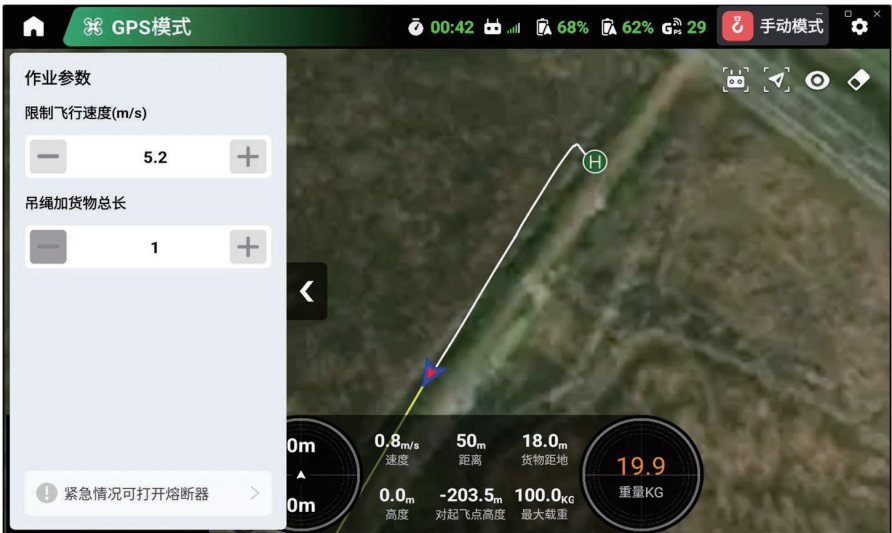 GPS模式
00:42
68%
62%
GPS 29
手动模式
作业参数
限制飞行速度(m/s)
5.2
吊绳加货物总长
1
紧急情况可打开熔断器
H
0m
0m
0.8m/s
速度
50m
距离
18.0m
货物距地
0.0m
高度
-203.5m
对起飞点高度
100.0KG
最大载重
19.9
重量KG